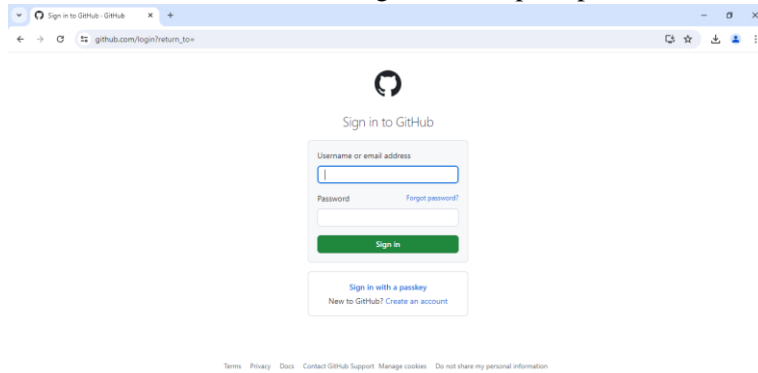 Sign in to GitHub · GitHub
github.com/login?return_to=
Sign in to GitHub
Username or email address
Password Forgot password?
Sign in
Sign in with a passkey
New to GitHub? Create an account
Terms Privacy Docs Contact GitHub Support Manage cookies Do not share my personal information